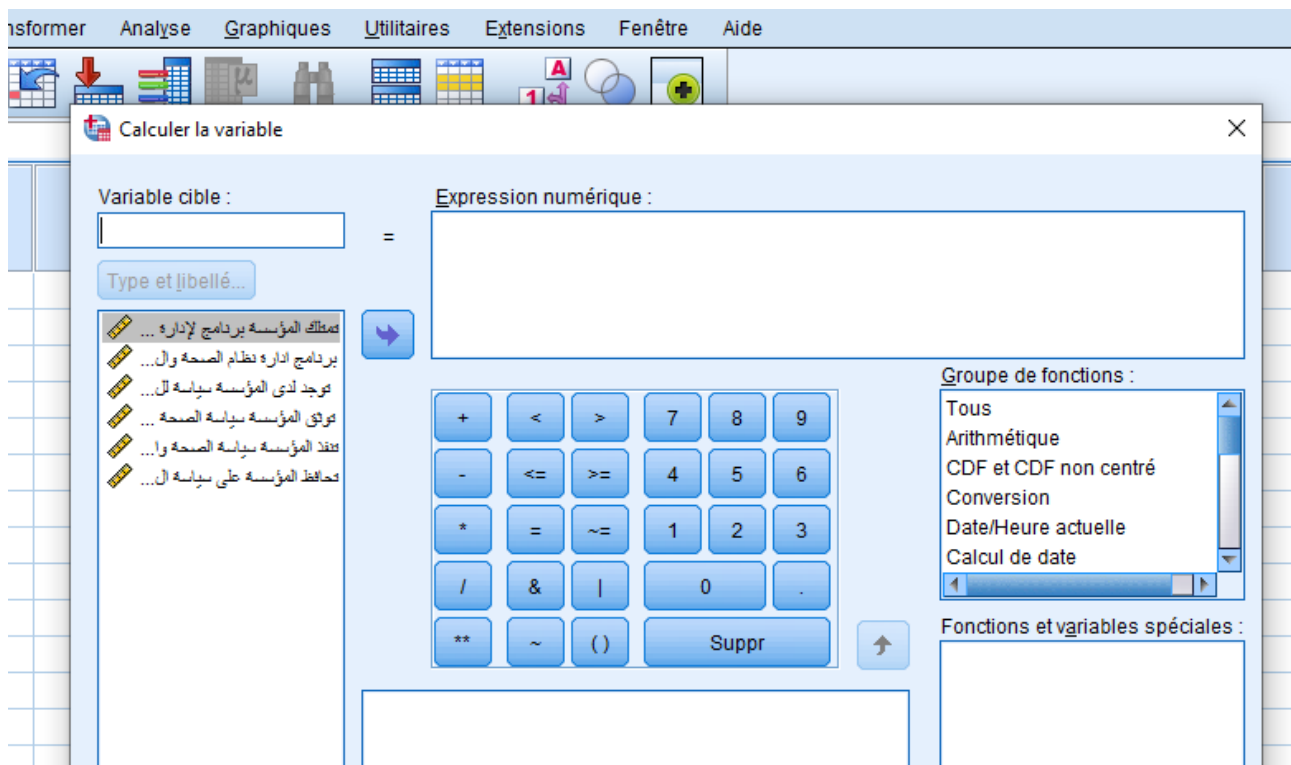 nsformer Analyse Graphiques Utilitaires Extensions Fenêtre Aide
Calculer la variable
Variable cible :
Expression numérique :
=
Type et libellé...
تمتلك المؤسسة برنامج لإدارة ...
برنامج ادارة نظام الصحة وال...
توجد لدى المؤسسة سياسة لل...
توثق المؤسسة سياسة الصحة ...
تنفذ المؤسسة سياسة الصحة وا...
تحافظ المؤسسة على سياسة ال...
+ < > 7 8 9
- <= >= 4 5 6
* = ~= 1 2 3
/ & | 0 .
** ~ ( ) Suppr
Groupe de fonctions :
Tous
Arithmétique
CDF et CDF non centré
Conversion
Date/Heure actuelle
Calcul de date
Fonctions et variables spéciales :